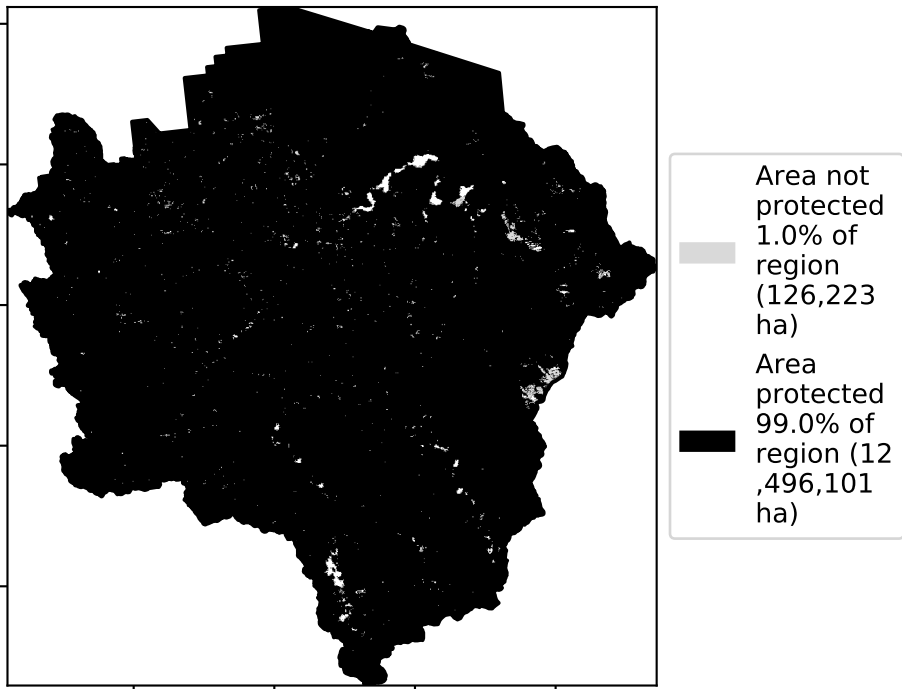 Area not
protected
1.0% of
region
(126,223
ha)
Area
protected
99.0% of
region (12
,496,101
ha)